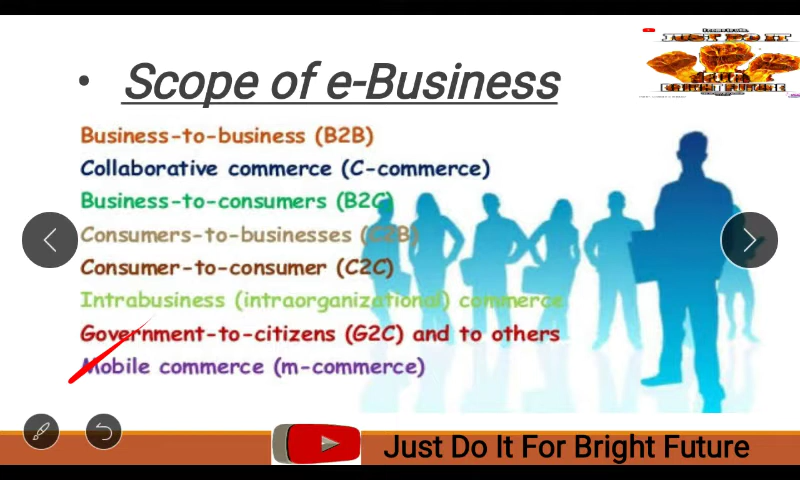 • Scope of e-Business
JUST DO IT
Business-to-business (B2B)
Collaborative commerce (C-commerce)
Business-to-consumers (B2C)
Consumers-to-businesses (C2B)
Consumer-to-consumer (C2C)
Intrabusiness (intraorganizational) commerce
Government-to-citizens (G2C) and to others
Mobile commerce (m-commerce)
Just Do It For Bright Future